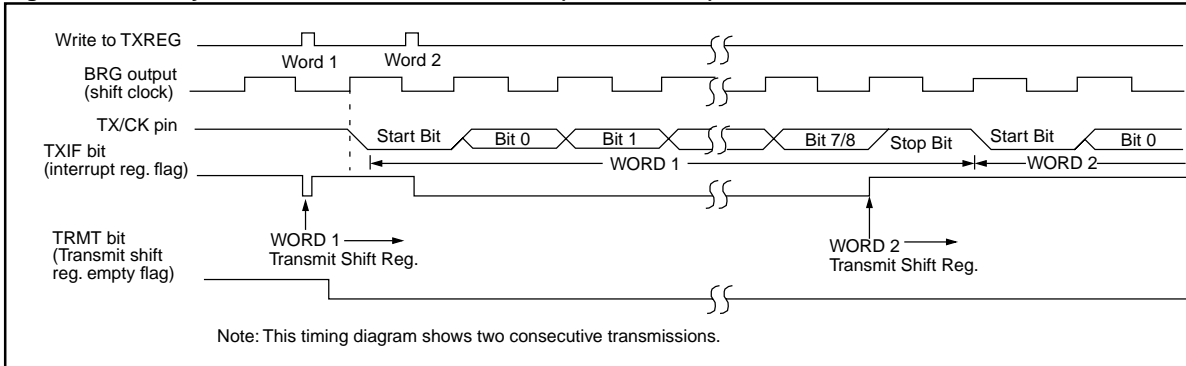 Write to TXREG
Word 1
Word 2
BRG output
(shift clock)
TX/CK pin
Start Bit
Bit 0
Bit 1
Bit 7/8
Stop Bit
Start Bit
Bit 0
TXIF bit
(interrupt reg. flag)
WORD 1
WORD 2
TRMT bit
(Transmit shift
reg. empty flag)
WORD 1
Transmit Shift Reg.
WORD 2
Transmit Shift Reg.
Note: This timing diagram shows two consecutive transmissions.